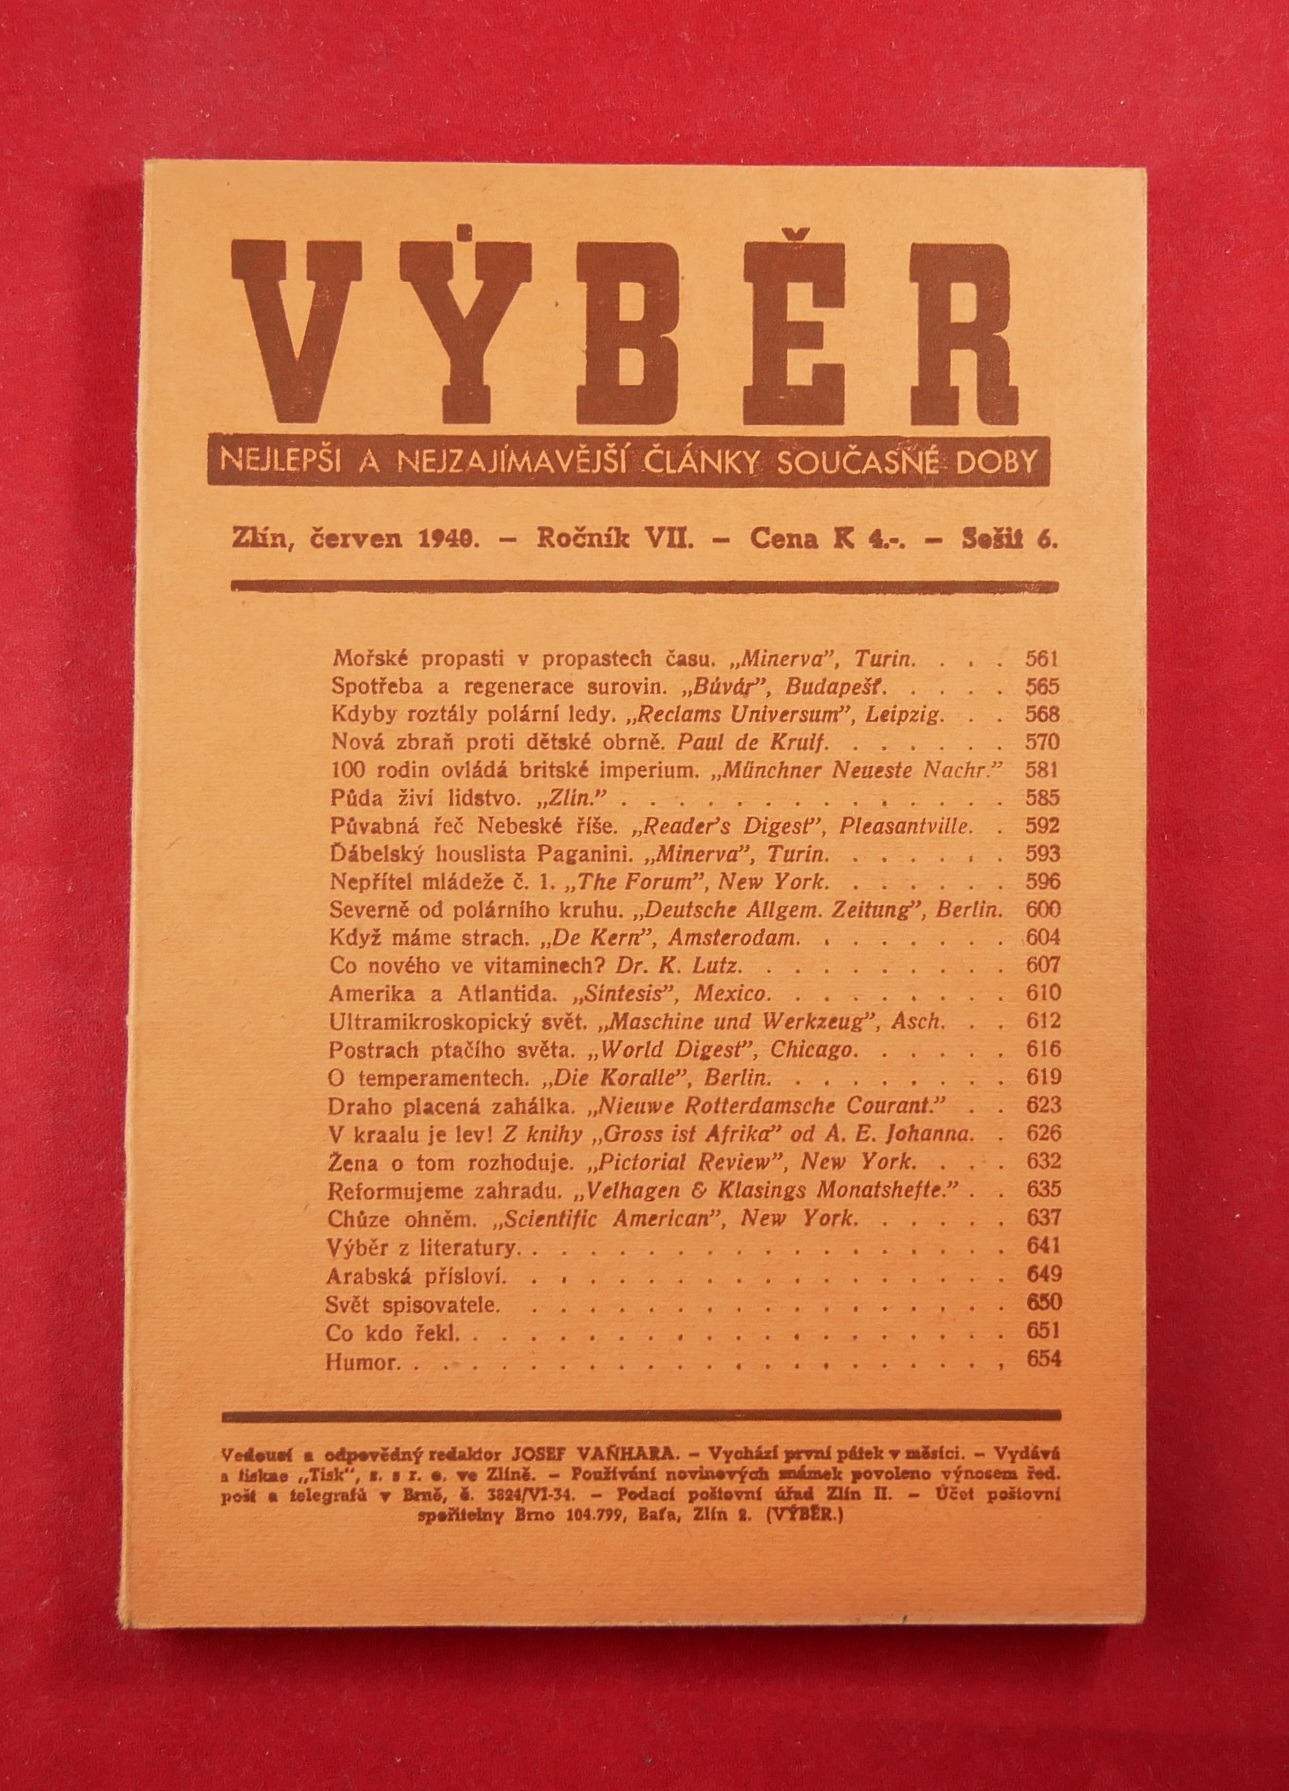 VÝBĚR
NEJLEPŠI A NEJZAJÍMAVĚJŠÍ ČLÁNKY SOUČASNÉ DOBY
Zlín, červen 1940. – Ročník VII. – Cena K 4.-. – Sešit 6.
Mořské propasti v propastech času. „Minerva”, Turin. . . . 561
Spotřeba a regenerace surovin. „Búvár”, Budapešť. . . . . 565
Kdyby roztály polární ledy. „Reclams Universum”, Leipzig. . . 568
Nová zbraň proti dětské obrně. Paul de Kruif. . . . . . . 570
100 rodin ovládá britské imperium. „Münchner Neueste Nachr.” 581
Půda živí lidstvo. „Zlín.” . . . . . . . . . . . . . . 585
Půvabná řeč Nebeské říše. „Reader's Digest”, Pleasantville. . 592
Ďábelský houslista Paganini. „Minerva”, Turin. . . . . . . 593
Nepřítel mládeže č. 1. „The Forum”, New York. . . . . . . 596
Severně od polárního kruhu. „Deutsche Allgem. Zeitung”, Berlin. 600
Když máme strach. „De Kern”, Amsterodam. . . . . . . . 604
Co nového ve vitaminech? Dr. K. Lutz. . . . . . . . . . 607
Amerika a Atlantida. „Síntesis”, Mexico. . . . . . . . . 610
Ultramikroskopický svět. „Maschine und Werkzeug”, Asch. . . 612
Postrach ptačího světa. „World Digest”, Chicago. . . . . . 616
O temperamentech. „Die Koralle”, Berlin. . . . . . . . . 619
Draho placená zahálka. „Nieuwe Rotterdamsche Courant.” . . 623
V kraalu je lev! Z knihy „Gross ist Afrika” od A. E. Johanna. . 626
Žena o tom rozhoduje. „Pictorial Review”, New York. . . . 632
Reformujeme zahradu. „Velhagen & Klasings Monatshefte.” . . 635
Chůze ohněm. „Scientific American”, New York. . . . . . 637
Výběr z literatury. . . . . . . . . . . . . . . . . . 641
Arabská přísloví. . . . . . . . . . . . . . . . . . 649
Svět spisovatele. . . . . . . . . . . . . . . . . . 650
Co kdo řekl. . . . . . . . . . . . . . . . . . . . 651
Humor. . . . . . . . . . . . . . . . . . . . . , 654
Vedoucí a odpovědný redaktor JOSEF VAŇHARA. – Vychází první pátek v měsíci. – Vydává
a tiskne „Tisk”, s. s r. o. ve Zlíně. – Používání novinových známek povoleno výnosem řed.
pošt a telegrafů v Brně, č. 3824/VI-34. – Podací poštovní úřad Zlín II. – Účet poštovní
spořitelny Brno 104.799, Baťa, Zlín 2. (VÝBĚR.)